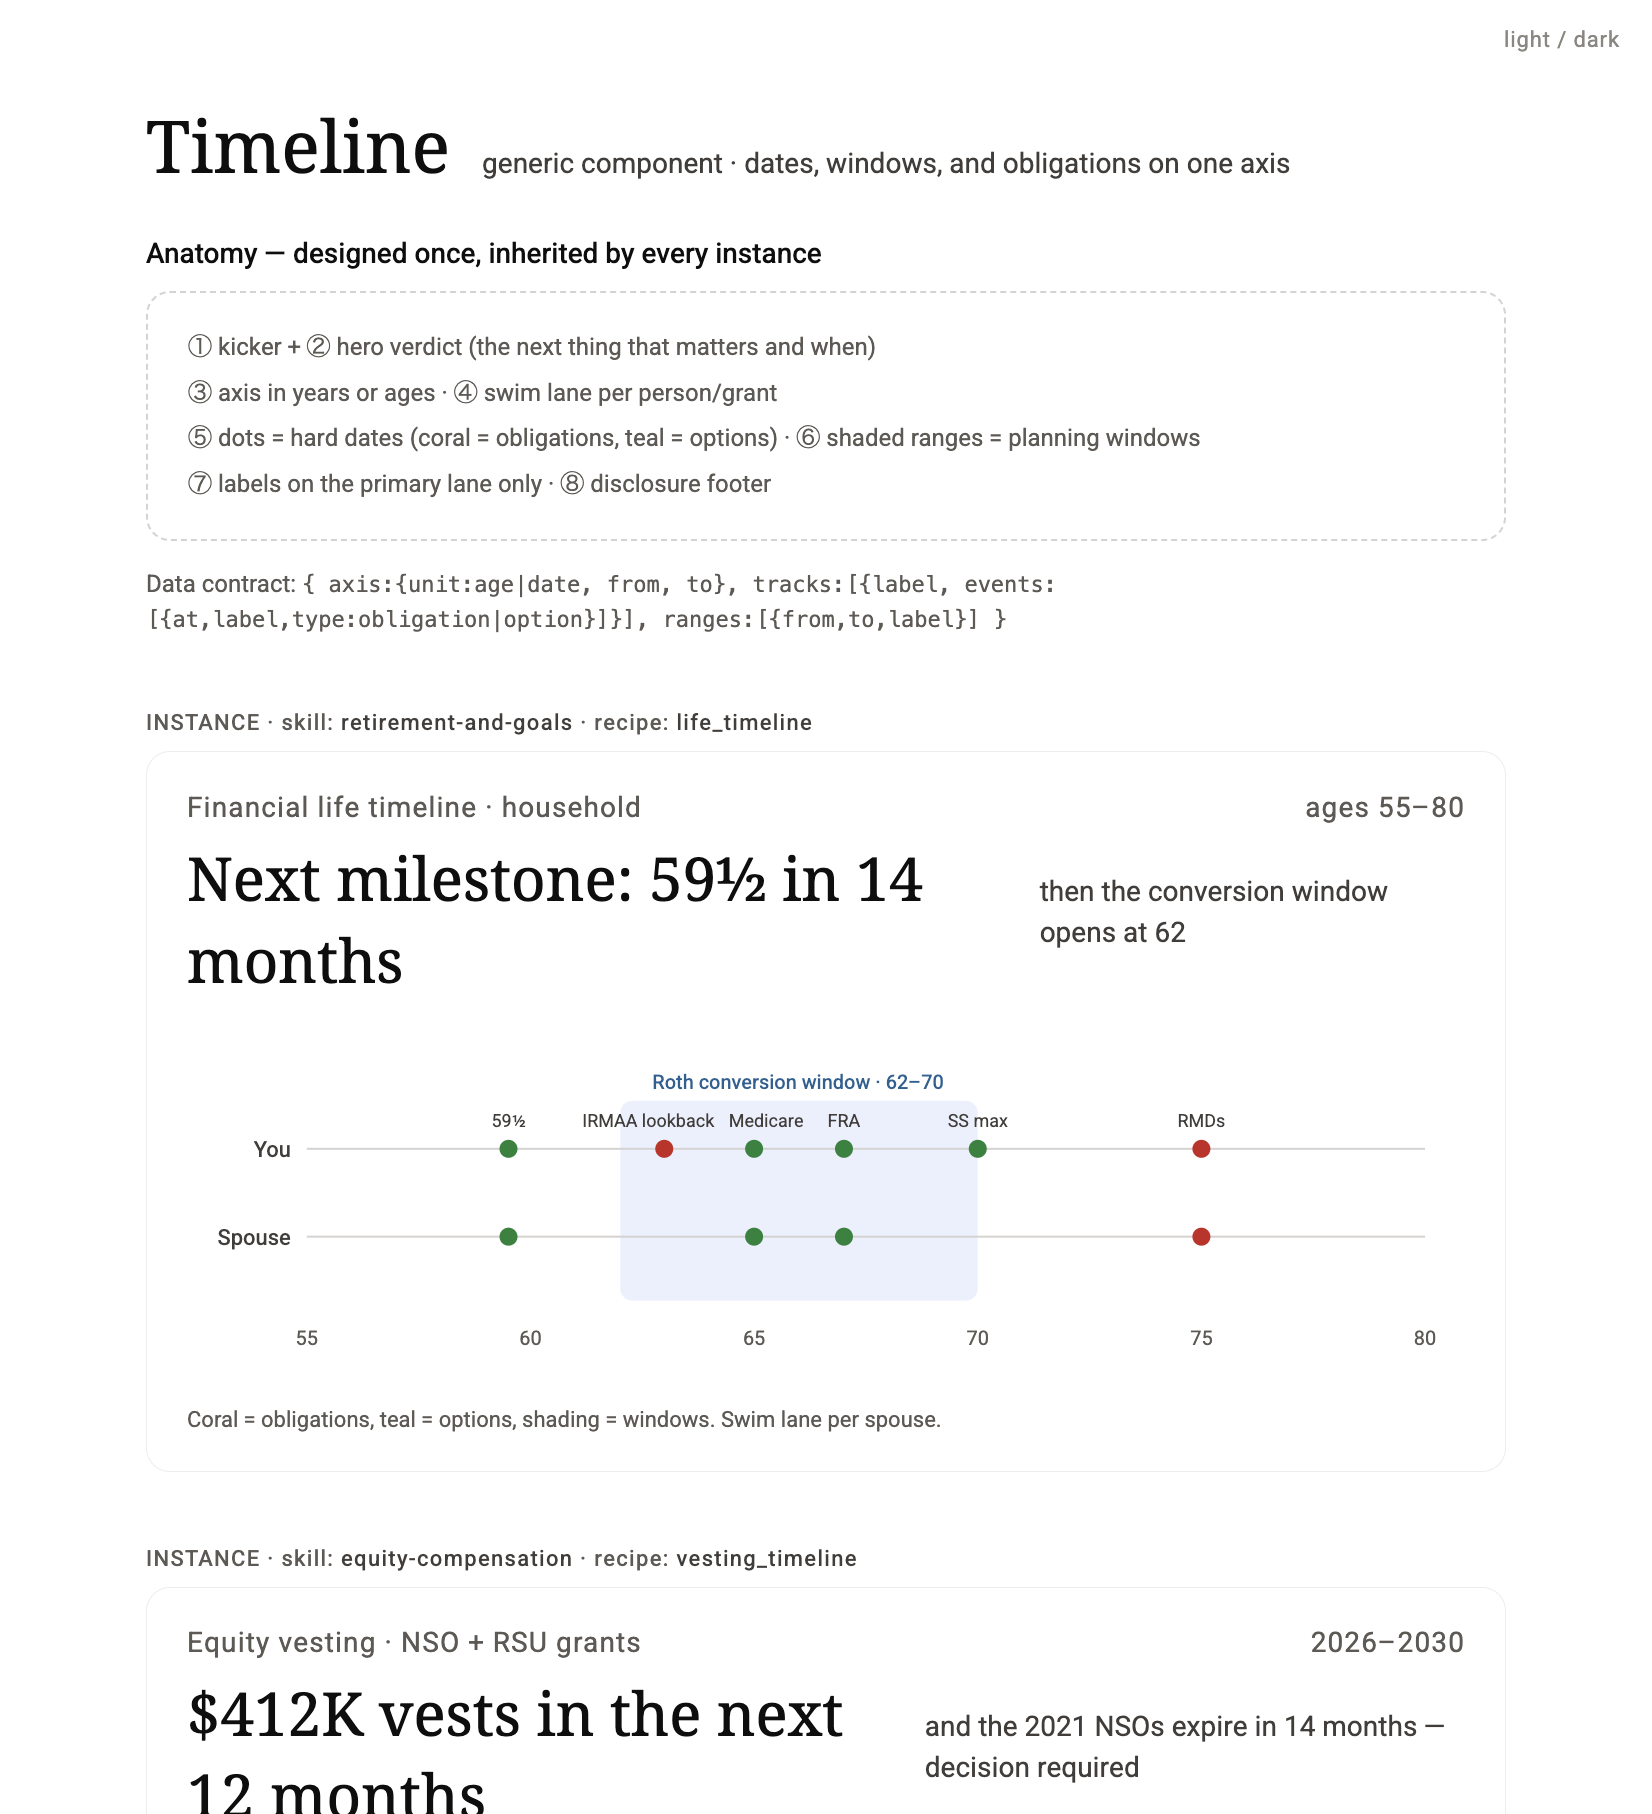 light / dark
Timeline generic component · dates, windows, and obligations on one axis
Anatomy — designed once, inherited by every instance
① kicker + ② hero verdict (the next thing that matters and when)
③ axis in years or ages · ④ swim lane per person/grant
⑤ dots = hard dates (coral = obligations, teal = options) · ⑥ shaded ranges = planning windows
⑦ labels on the primary lane only · ⑧ disclosure footer
Data contract: { axis:{unit:age|date, from, to}, tracks:[{label, events:
[{at,label,type:obligation|option}]}], ranges:[{from,to,label}] }
INSTANCE · skill: retirement-and-goals · recipe: life_timeline
Financial life timeline · household
ages 55–80
Next milestone: 59½ in 14
months
then the conversion window
opens at 62
Roth conversion window · 62–70
59½ IRMAA lookback Medicare FRA SS max RMDs
You
Spouse
55 60 65 70 75 80
Coral = obligations, teal = options, shading = windows. Swim lane per spouse.
INSTANCE · skill: equity-compensation · recipe: vesting_timeline
Equity vesting · NSO + RSU grants
2026–2030
$412K vests in the next
12 months
and the 2021 NSOs expire in 14 months —
decision required